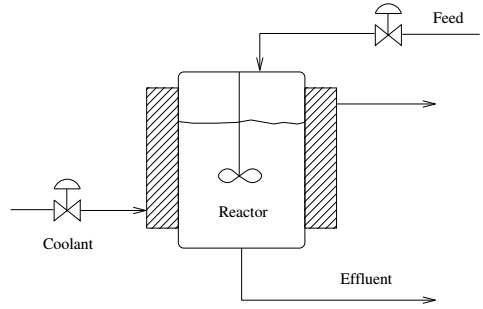 Feed
Reactor
Coolant
Effluent